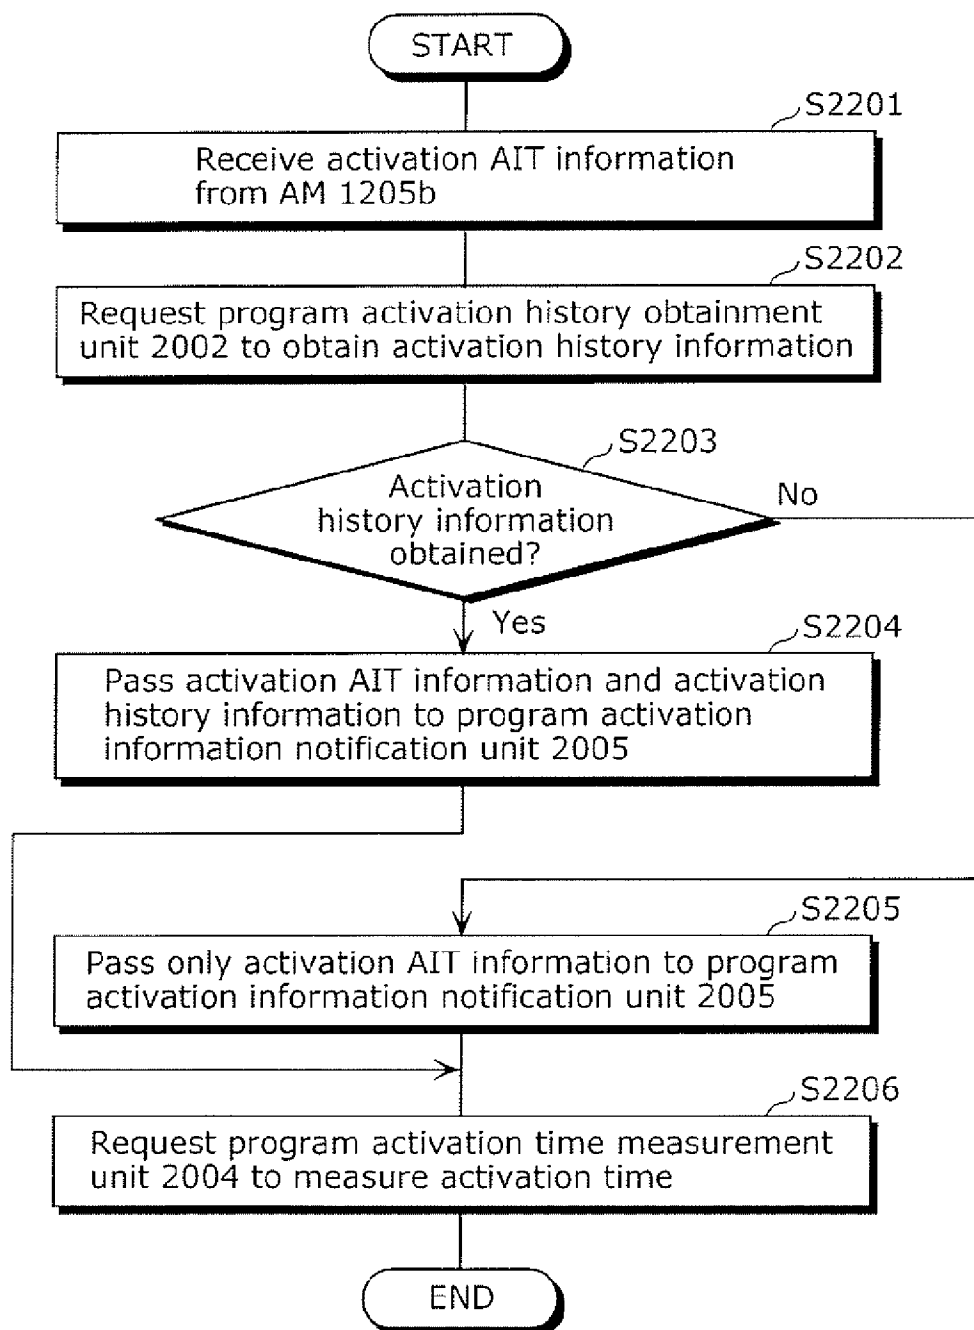 START
S2201
Receive activation AIT information
from AM 1205b
S2202
Request program activation history obtainment
unit 2002 to obtain activation history information
S2203
Activation
history information
obtained?
No
Yes
S2204
Pass activation AIT information and activation
history information to program activation
information notification unit 2005
S2205
Pass only activation AIT information to program
activation information notification unit 2005
S2206
Request program activation time measurement
unit 2004 to measure activation time
END